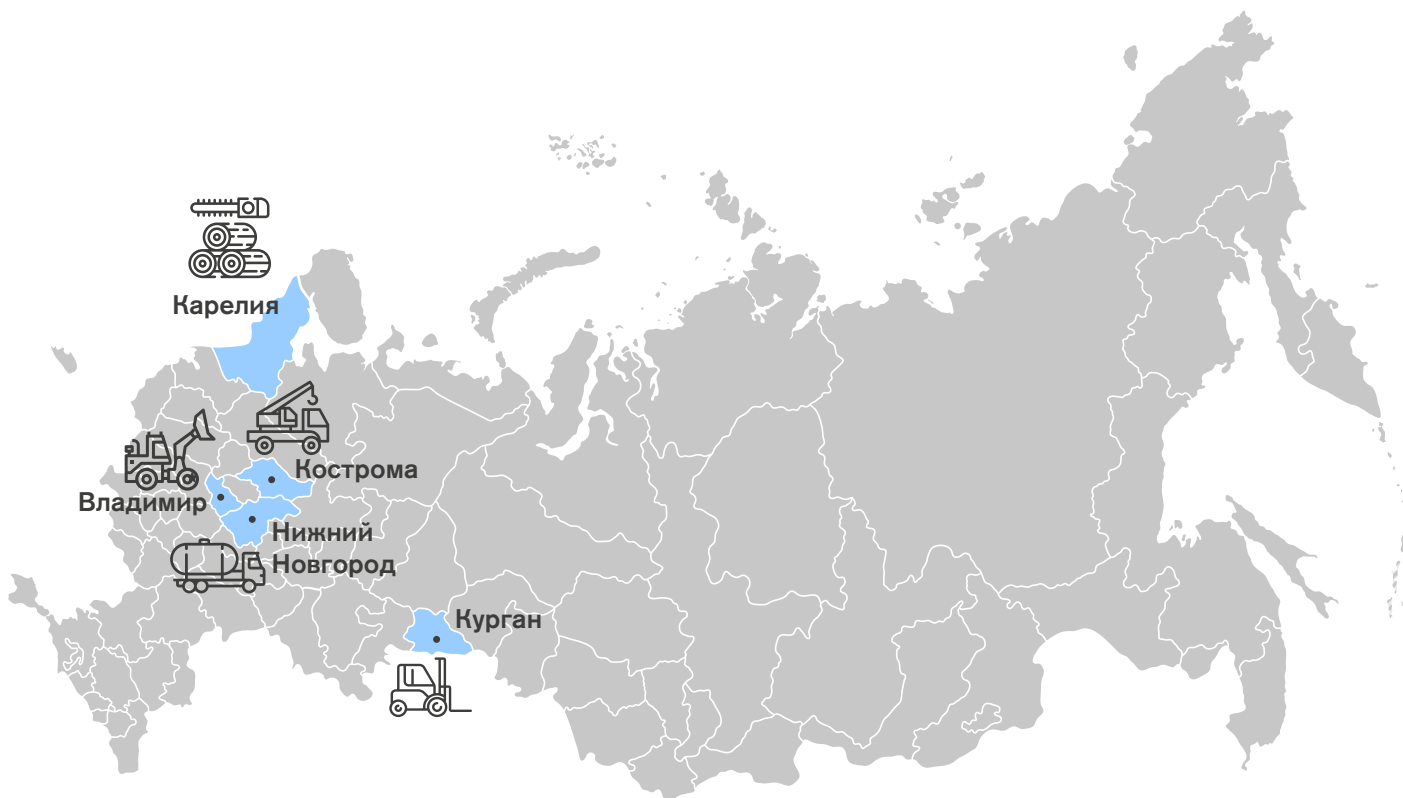 Карелия
Кострома
Владимир
Нижний
Новгород
Курган